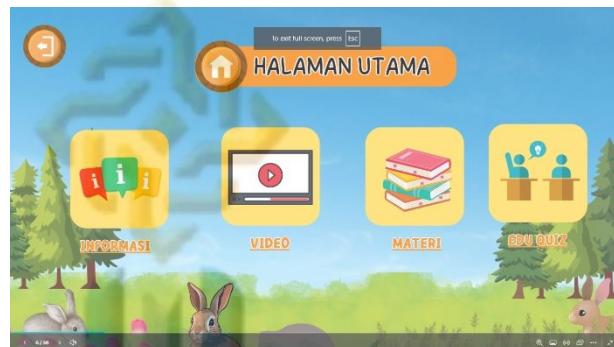 To exit full screen, press Esc
HALAMAN UTAMA
i i i
INFORMASI
VIDEO
MATERI
EDU QUIZ